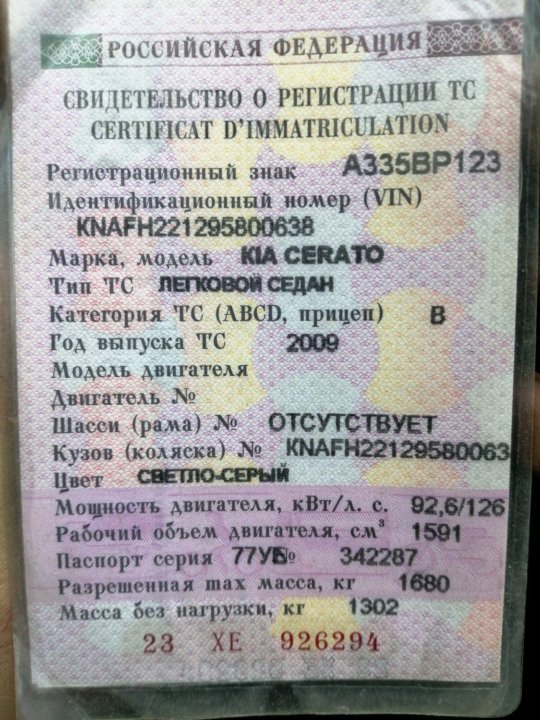 РОССИЙСКАЯ ФЕДЕРАЦИЯ
СВИДЕТЕЛЬСТВО О РЕГИСТРАЦИИ ТС
CERTIFICAT D'IMMATRICULATION
Регистрационный знак А335ВР123
Идентификационный номер (VIN)
KNAFH221295800638
Марка, модель KIA CERATO
Тип ТС ЛЕГКОВОЙ СЕДАН
Категория ТС (ABCD, прицеп) B
Год выпуска ТС 2009
Модель двигателя
Двигатель №
Шасси (рама) № ОТСУТСТВУЕТ
Кузов (коляска) № KNAFH22129580063
Цвет СВЕТЛО-СЕРЫЙ
Мощность двигателя, кВт/л. с. 92,6/126
Рабочий объем двигателя, см³ 1591
Паспорт серия 77УБ № 342287
Разрешенная max масса, кг 1680
Масса без нагрузки, кг 1302
23 ХЕ 926294